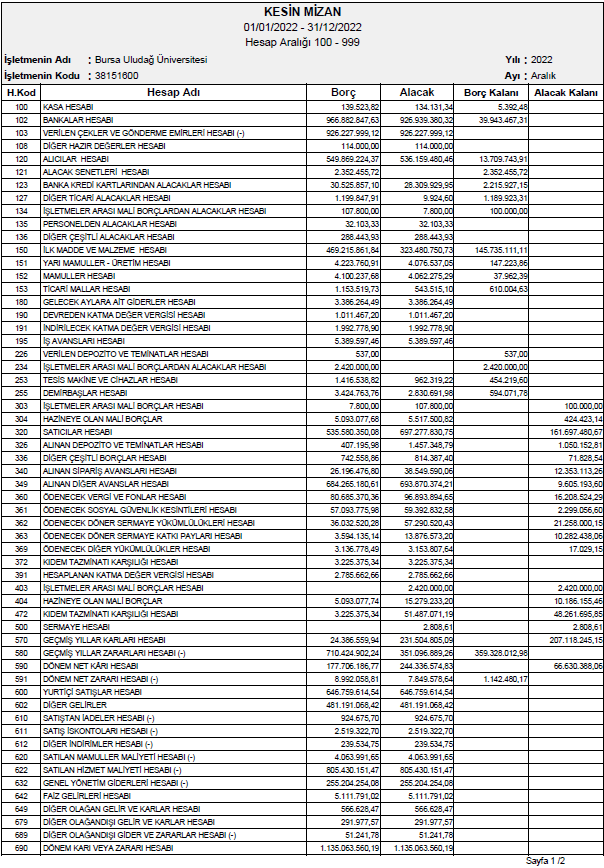 KESİN MİZAN
01/01/2022 - 31/12/2022
Hesap Aralığı 100 - 999
İşletmenin Adı : Bursa Uludağ Üniversitesi Yılı : 2022
İşletmenin Kodu : 38151600 Ayı : Aralık
H.Kod Hesap Adı Borç Alacak Borç Kalanı Alacak Kalanı
100 KASA HESABI 139.523,82 134.131,34 5.392,48
102 BANKALAR HESABI 966.882.847,63 926.939.380,32 39.943.467,31
103 VERİLEN ÇEKLER VE GÖNDERME EMİRLERİ HESABI (-) 926.227.999,12 926.227.999,12
108 DİĞER HAZIR DEĞERLER HESABI 114.000,00 114.000,00
120 ALICILAR HESABI 549.869.224,37 536.159.480,46 13.709.743,91
121 ALACAK SENETLERİ HESABI 2.352.455,72 2.352.455,72
123 BANKA KREDİ KARTLARINDAN ALACAKLAR HESABI 30.525.857,10 28.309.929,95 2.215.927,15
127 DİĞER TİCARİ ALACAKLAR HESABI 1.199.847,91 9.924,60 1.189.923,31
134 İŞLETMELER ARASI MALİ BORÇLARDAN ALACAKLAR HESABI 107.800,00 7.800,00 100.000,00
135 PERSONELDEN ALACAKLAR HESABI 32.103,33 32.103,33
136 DİĞER ÇEŞİTLİ ALACAKLAR HESABI 288.443,93 288.443,93
150 İLK MADDE VE MALZEME HESABI 469.215.861,84 323.480.750,73 145.735.111,11
151 YARI MAMULLER - ÜRETİM HESABI 4.223.760,91 4.076.537,05 147.223,86
152 MAMULLER HESABI 4.100.237,68 4.062.275,29 37.962,39
153 TİCARİ MALLAR HESABI 1.153.519,73 543.515,10 610.004,63
180 GELECEK AYLARA AİT GİDERLER HESABI 3.386.264,49 3.386.264,49
190 DEVREDEN KATMA DEĞER VERGİSİ HESABI 1.011.467,20 1.011.467,20
191 İNDİRİLECEK KATMA DEĞER VERGİSİ HESABI 1.992.778,90 1.992.778,90
195 İŞ AVANSLARI HESABI 5.389.597,46 5.389.597,46
226 VERİLEN DEPOZİTO VE TEMİNATLAR HESABI 537,00 537,00
234 İŞLETMELER ARASI MALİ BORÇLARDAN ALACAKLAR HESABI 2.420.000,00 2.420.000,00
253 TESİS MAKİNE VE CİHAZLAR HESABI 1.416.538,82 962.319,22 454.219,60
255 DEMİRBAŞLAR HESABI 3.424.763,76 2.830.691,98 594.071,78
303 İŞLETMELER ARASI MALİ BORÇLAR HESABI 7.800,00 107.800,00 100.000,00
304 HAZİNEYE OLAN MALİ BORÇLAR 5.093.077,68 5.517.500,82 424.423,14
320 SATICILAR HESABI 535.580.350,08 697.277.830,75 161.697.480,67
326 ALINAN DEPOZİTO VE TEMİNATLAR HESABI 407.195,98 1.457.348,79 1.050.152,81
336 DİĞER ÇEŞİTLİ BORÇLAR HESABI 742.558,86 814.387,40 71.828,54
340 ALINAN SİPARİŞ AVANSLARI HESABI 26.196.476,80 38.549.590,06 12.353.113,26
349 ALINAN DİĞER AVANSLAR HESABI 684.265.180,61 693.870.374,21 9.605.193,60
360 ÖDENECEK VERGİ VE FONLAR HESABI 80.685.370,36 96.893.894,65 16.208.524,29
361 ÖDENECEK SOSYAL GÜVENLİK KESİNTİLERİ HESABI 57.093.775,98 59.392.832,58 2.299.056,60
362 ÖDENECEK DÖNER SERMAYE YÜKÜMLÜLÜKLERİ HESABI 36.032.520,28 57.290.520,43 21.258.000,15
363 ÖDENECEK DÖNER SERMAYE KATKI PAYLARI HESABI 3.594.135,14 13.876.573,20 10.282.438,06
369 ÖDENECEK DİĞER YÜKÜMLÜLÜKLER HESABI 3.136.778,49 3.153.807,64 17.029,15
372 KIDEM TAZMİNATI KARŞILIĞI HESABI 3.225.375,34 3.225.375,34
391 HESAPLANAN KATMA DEĞER VERGİSİ HESABI 2.785.662,66 2.785.662,66
403 İŞLETMELER ARASI MALİ BORÇLAR HESABI 2.420.000,00 2.420.000,00
404 HAZİNEYE OLAN MALİ BORÇLAR 5.093.077,74 15.279.233,20 10.186.155,46
472 KIDEM TAZMİNATI KARŞILIĞI HESABI 3.225.375,34 51.487.071,19 48.261.695,85
500 SERMAYE HESABI 2.808,61 2.808,61
570 GEÇMİŞ YILLAR KARLARI HESABI 24.386.559,94 231.504.805,09 207.118.245,15
580 GEÇMİŞ YILLAR ZARARLARI HESABI (-) 710.424.902,24 351.096.889,26 359.328.012,98
590 DÖNEM NET KÂRI HESABI 177.706.186,77 244.336.574,83 66.630.388,06
591 DÖNEM NET ZARARI HESABI (-) 8.992.058,81 7.849.578,64 1.142.480,17
600 YURTİÇİ SATIŞLAR HESABI 646.759.614,54 646.759.614,54
602 DİĞER GELİRLER 481.191.068,42 481.191.068,42
610 SATIŞTAN İADELER HESABI (-) 924.675,70 924.675,70
611 SATIŞ İSKONTOLARI HESABI (-) 2.519.322,70 2.519.322,70
612 DİĞER İNDİRİMLER HESABI (-) 239.534,75 239.534,75
620 SATILAN MAMULLER MALİYETİ HESABI (-) 4.063.991,65 4.063.991,65
622 SATILAN HİZMET MALİYETİ HESABI (-) 805.430.151,47 805.430.151,47
632 GENEL YÖNETİM GİDERLERİ HESABI (-) 255.204.254,08 255.204.254,08
642 FAİZ GELİRLERİ HESABI 5.111.791,02 5.111.791,02
649 DİĞER OLAĞAN GELİR VE KARLAR HESABI 566.628,47 566.628,47
679 DİĞER OLAĞANDIŞI GELİR VE KARLAR HESABI 291.977,57 291.977,57
689 DİĞER OLAĞANDIŞI GİDER VE ZARARLAR HESABI (-) 51.241,78 51.241,78
690 DÖNEM KARI VEYA ZARARI HESABI 1.135.063.560,19 1.135.063.560,19
Sayfa 1 /2